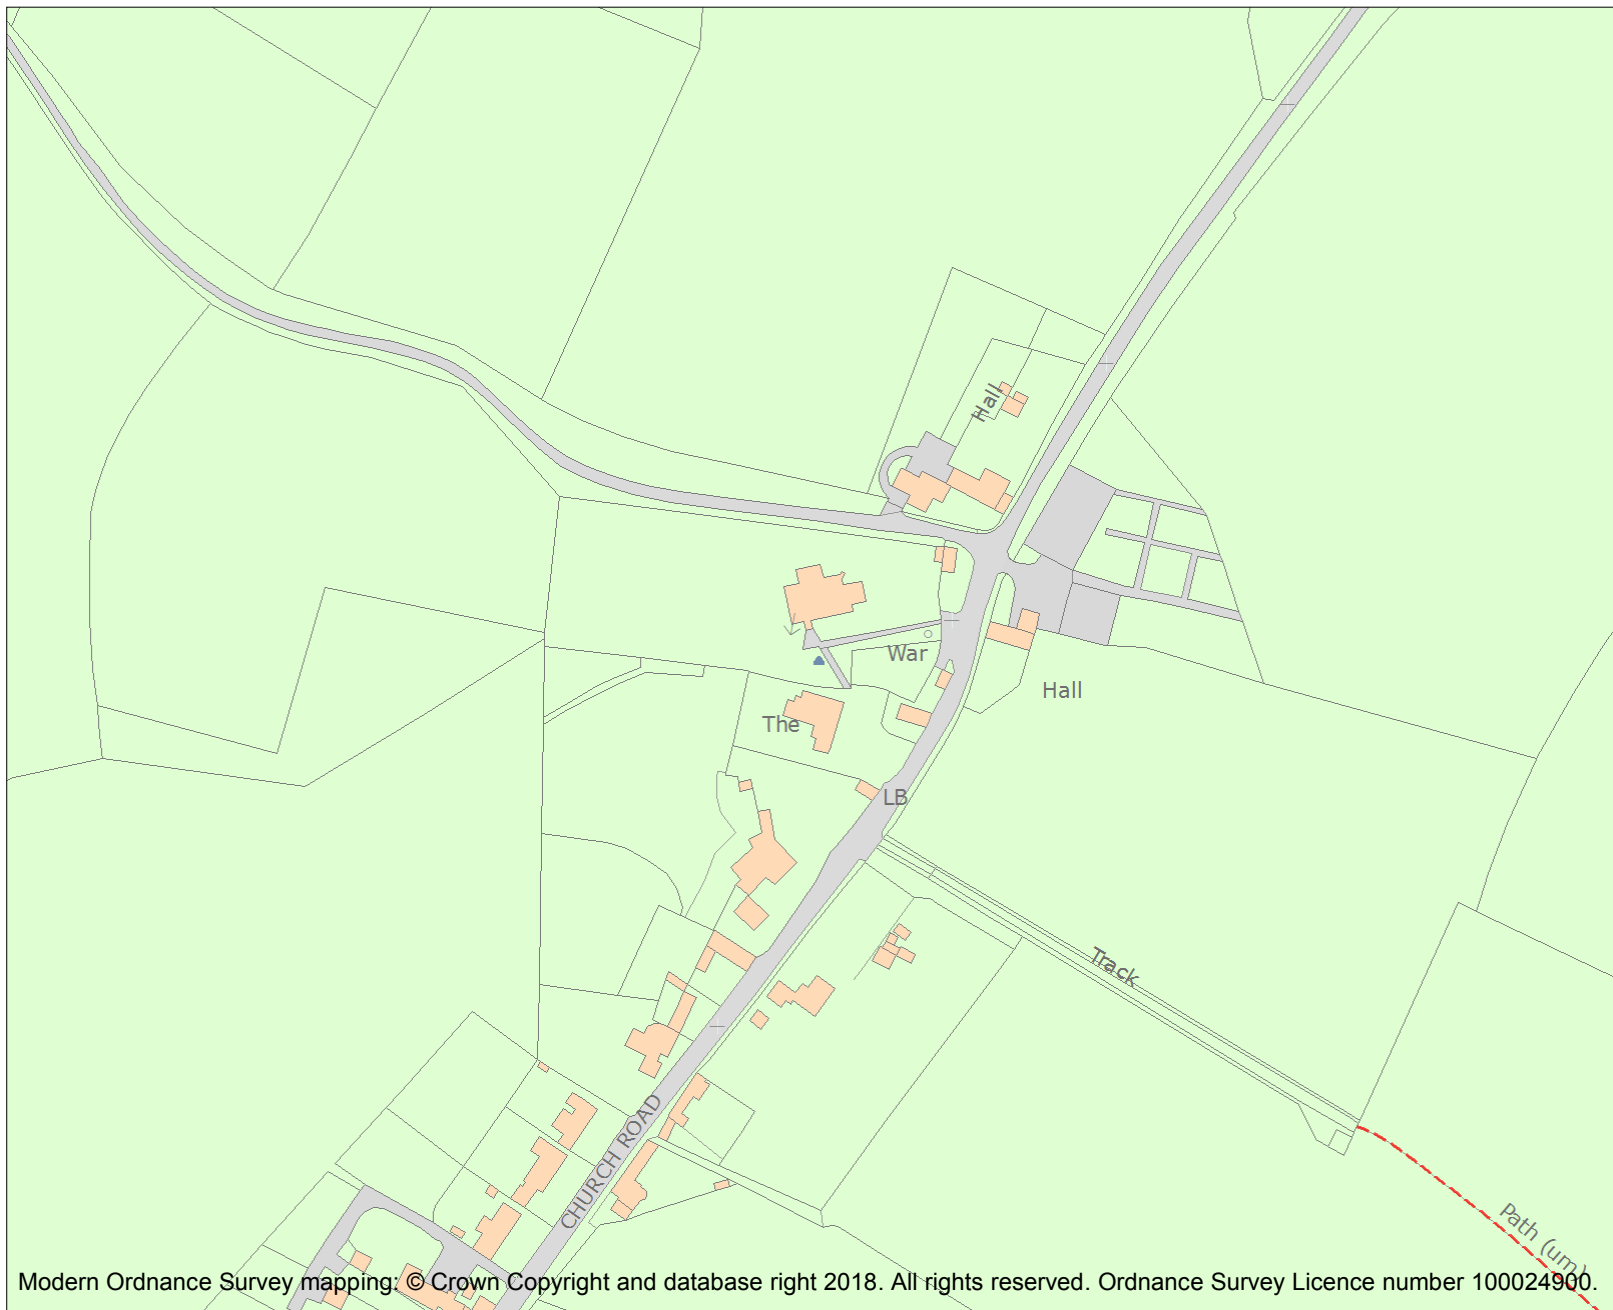 Hall
War
Hall
The
LB
Track
CHURCH ROAD
Path (um)
Modern Ordnance Survey mapping: © Crown Copyright and database right 2018. All rights reserved. Ordnance Survey Licence number 100024900.